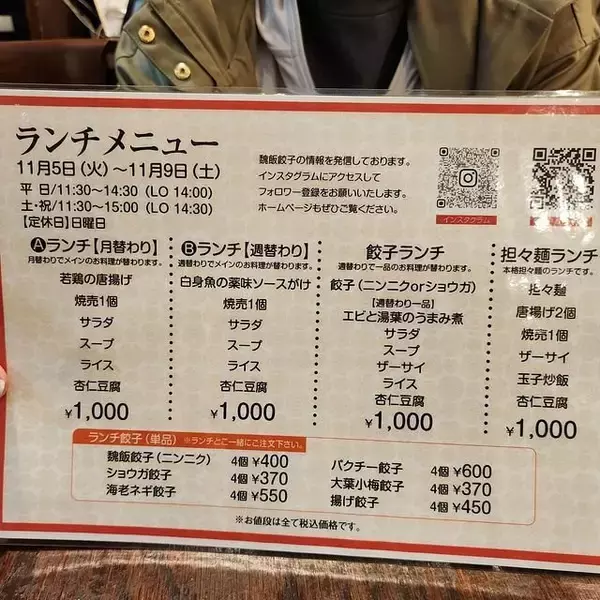 ランチメニュー
11月5日(火)~11月9日(土)
平 日/11:30~14:30 (LO 14:00)
土・祝/11:30~15:00 (LO 14:30)
【定休日】日曜日
魏飯餃子の情報を発信しております。
インスタグラムにアクセスして
フォロワー登録をお願いいたします。
ホームページもぜひご覧ください。
インスタグラム
Ⓐランチ【月替わり】
月替わりでメインのお料理が替わります。
若鶏の唐揚げ
焼売1個
サラダ
スープ
ライス
杏仁豆腐
¥1,000
Ⓑランチ【週替わり】
週替わりでメインのお料理が替わります。
白身魚の薬味ソースがけ
焼売1個
サラダ
スープ
ライス
杏仁豆腐
¥1,000
餃子ランチ
週替わりで一品のお料理が替わります。
餃子(ニンニクorショウガ)
【週替わり一品】
エビと湯葉のうまみ煮
サラダ
スープ
ザーサイ
ライス
杏仁豆腐
¥1,000
担々麺ランチ
本格担々麺のランチです。
担々麺
唐揚げ2個
焼売1個
ザーサイ
玉子炒飯
杏仁豆腐
¥1,000
ランチ餃子(単品) ※ランチとご一緒にご注文下さい。
魏飯餃子(ニンニク) 4個 ¥400
ショウガ餃子 4個 ¥370
海老ネギ餃子 4個 ¥550
パクチー餃子 4個 ¥600
大葉小梅餃子 4個 ¥370
揚げ餃子 4個 ¥450
※お値段は全て税込価格です。